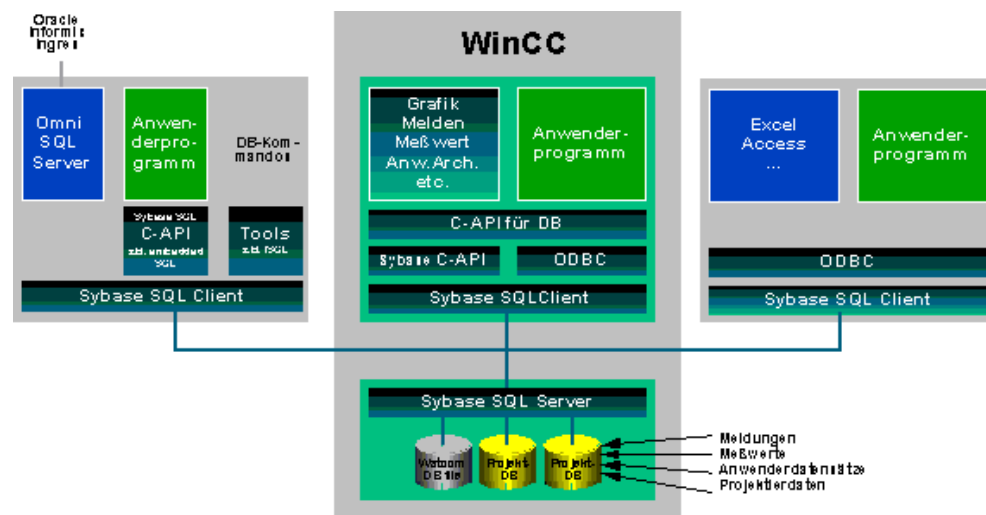 Oracle
Informix
Ingres
WinCC
Omni
SQL
Server
Anwen-
derpro-
gramm
DB-Kom-
mandos
Sybase SQL
C-API
z.B. embedded
SQL
Tools
z.B. ISQL
Sybase SQL Client
Grafik
Melden
Meßwert
Anw.Arch.
etc.
Anwender-
programm
C-API für DB
Sybase C-API
ODBC
Sybase SQLClient
Excel
Access
...
Anwender-
programm
ODBC
Sybase SQL Client
Sybase SQL Server
Watcom
DB file
Projekt-
DB
Projekt-
DB
Meldungen
Meßwerte
Anwenderdatensätze
Projektierdaten